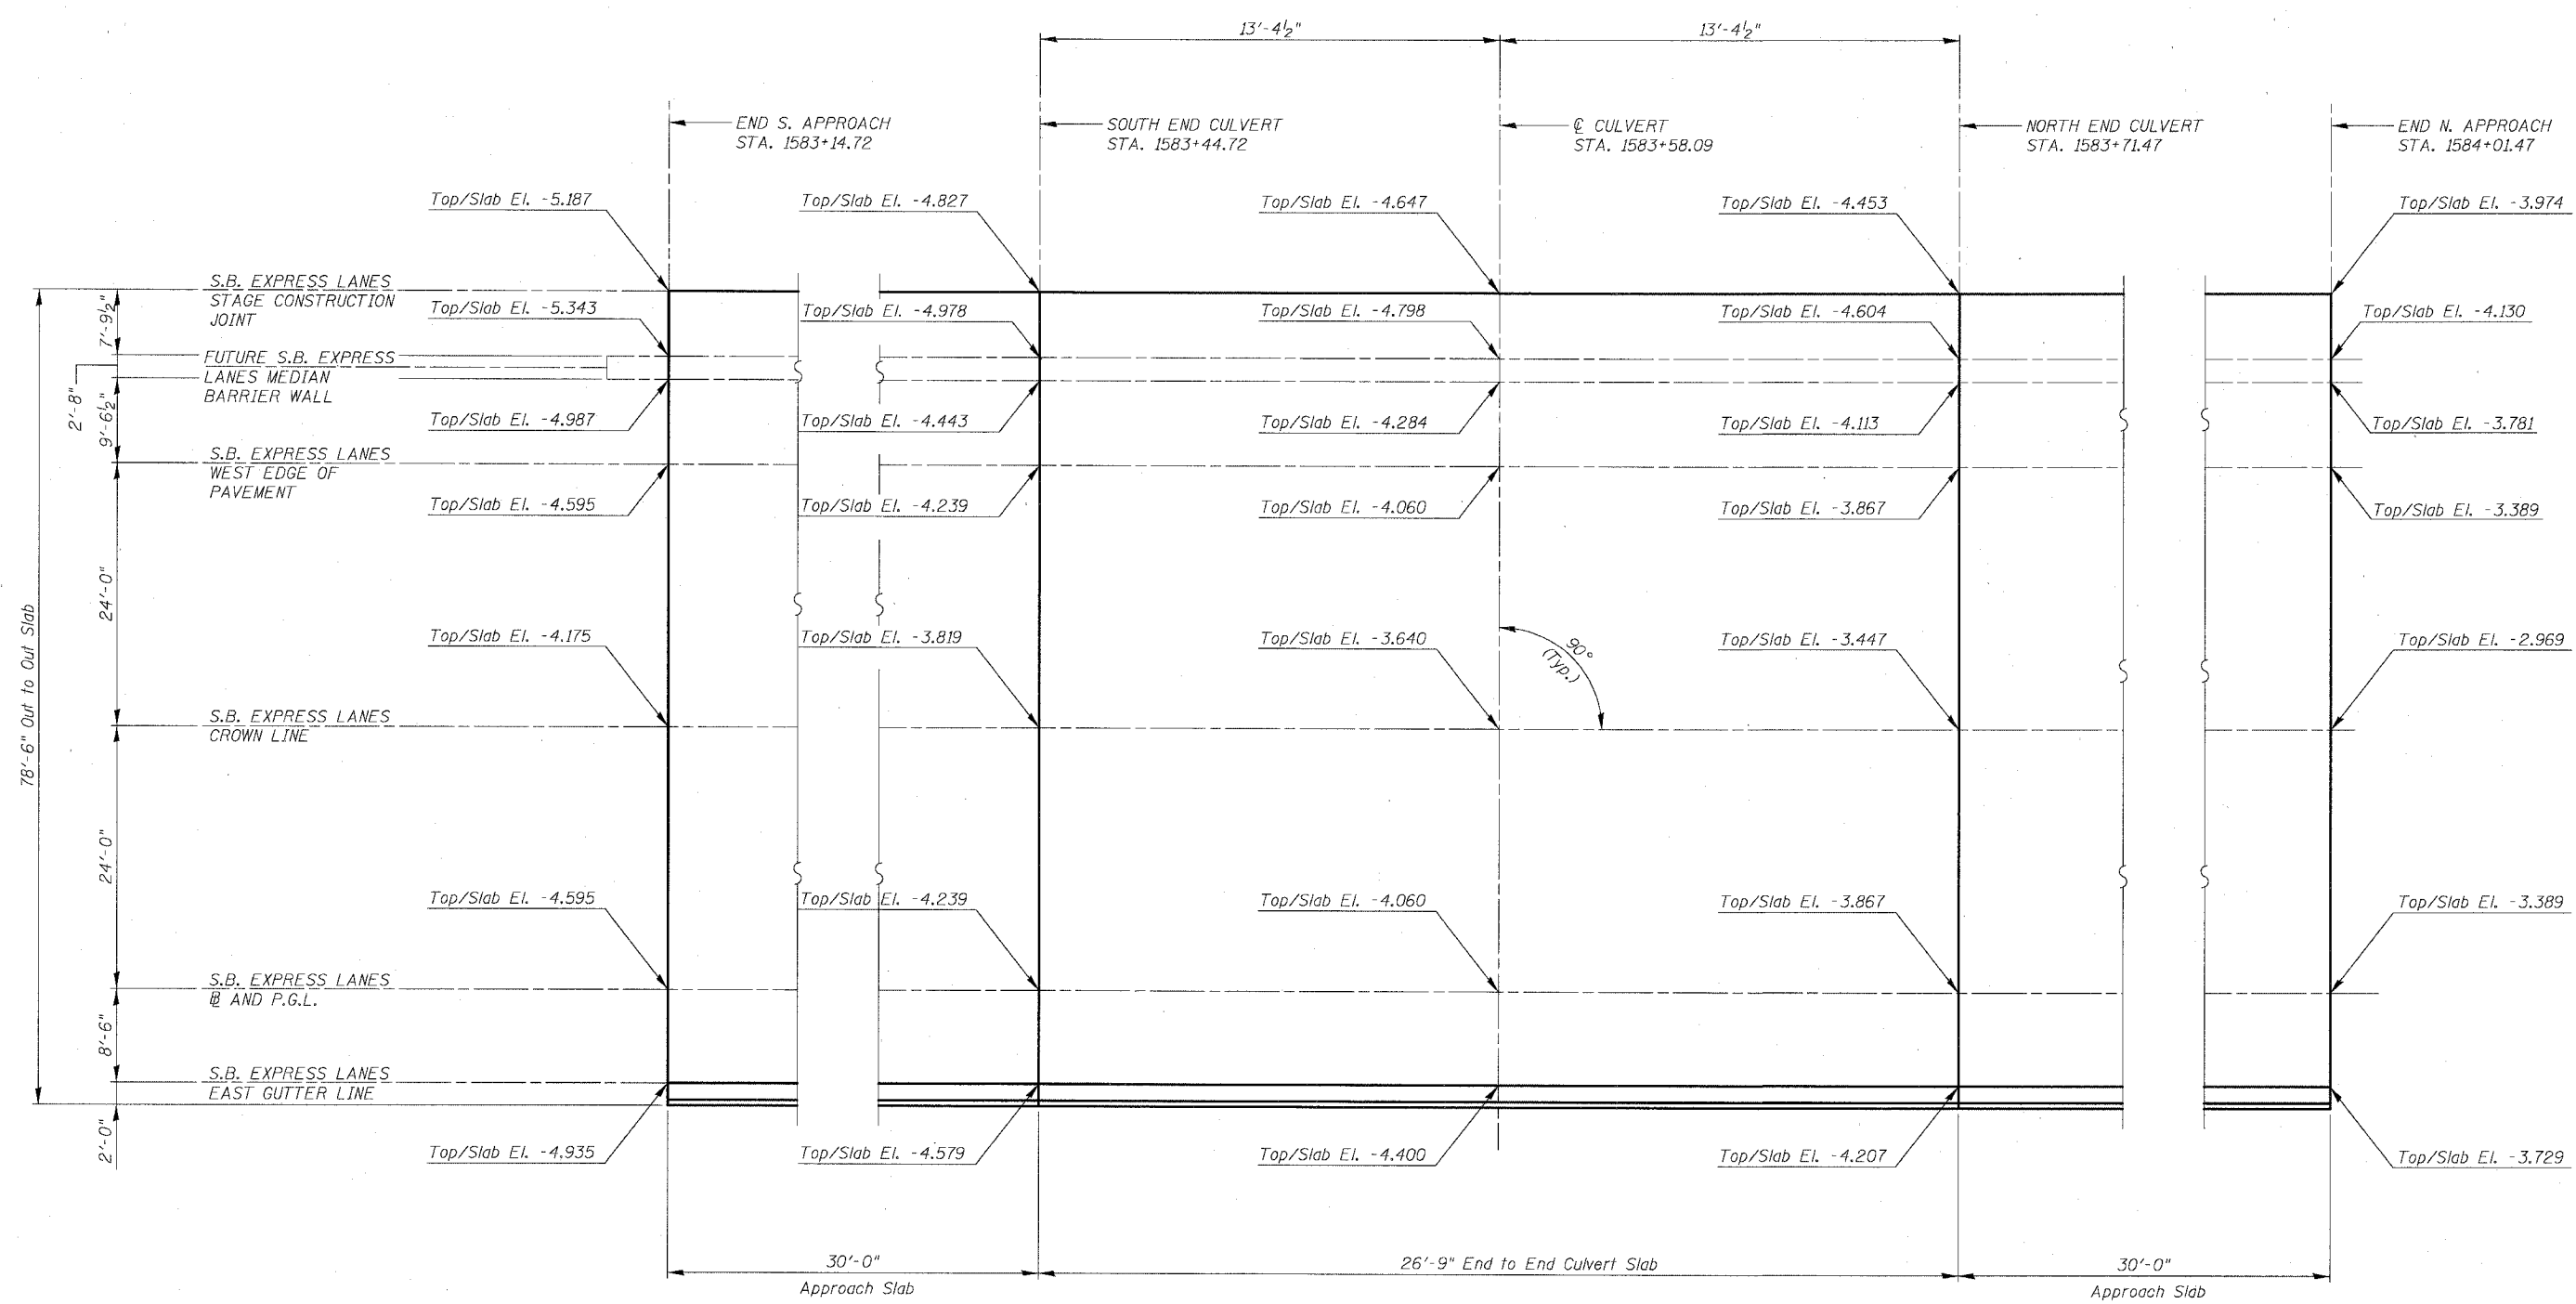 13'-4½"
13'-4½"
END S. APPROACH
STA. 1583+14.72
SOUTH END CULVERT
STA. 1583+44.72
℄ CULVERT
STA. 1583+58.09
NORTH END CULVERT
STA. 1583+71.47
END N. APPROACH
STA. 1584+01.47
Top/Slab El. -5.187
Top/Slab El. -4.827
Top/Slab El. -4.647
Top/Slab El. -4.453
Top/Slab El. -3.974
S.B. EXPRESS LANES
STAGE CONSTRUCTION
JOINT
7'-9½"
Top/Slab El. -5.343
Top/Slab El. -4.978
Top/Slab El. -4.798
Top/Slab El. -4.604
Top/Slab El. -4.130
FUTURE S.B. EXPRESS
LANES MEDIAN
BARRIER WALL
2'-8"
9'-6½"
Top/Slab El. -4.987
Top/Slab El. -4.443
Top/Slab El. -4.284
Top/Slab El. -4.113
Top/Slab El. -3.781
S.B. EXPRESS LANES
WEST EDGE OF
PAVEMENT
Top/Slab El. -4.595
Top/Slab El. -4.239
Top/Slab El. -4.060
Top/Slab El. -3.867
Top/Slab El. -3.389
24'-0"
78'-6" Out to Out Slab
Top/Slab El. -4.175
Top/Slab El. -3.819
Top/Slab El. -3.640
90°
(Typ.)
Top/Slab El. -3.447
Top/Slab El. -2.969
S.B. EXPRESS LANES
CROWN LINE
24'-0"
Top/Slab El. -4.595
Top/Slab El. -4.239
Top/Slab El. -4.060
Top/Slab El. -3.867
Top/Slab El. -3.389
S.B. EXPRESS LANES
℔ AND P.G.L.
8'-6"
S.B. EXPRESS LANES
EAST GUTTER LINE
2'-0"
Top/Slab El. -4.935
Top/Slab El. -4.579
Top/Slab El. -4.400
Top/Slab El. -4.207
Top/Slab El. -3.729
30'-0"
Approach Slab
26'-9" End to End Culvert Slab
30'-0"
Approach Slab